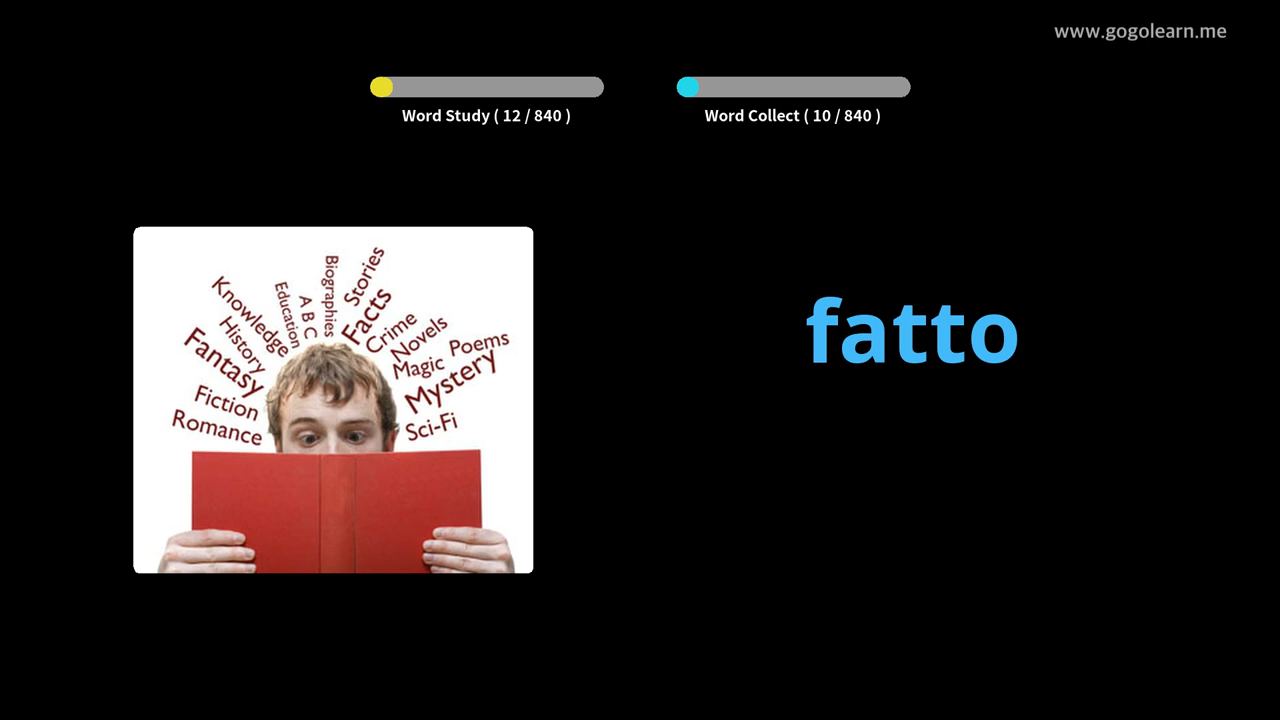 www.gogolearn.me
Word Study ( 12 / 840 )
Word Collect ( 10 / 840 )
Biographies
Stories
Education
A B C
Facts
Knowledge
Crime
History
Novels
Fantasy
Magic
Poems
Mystery
Fiction
Romance
Sci-Fi
fatto